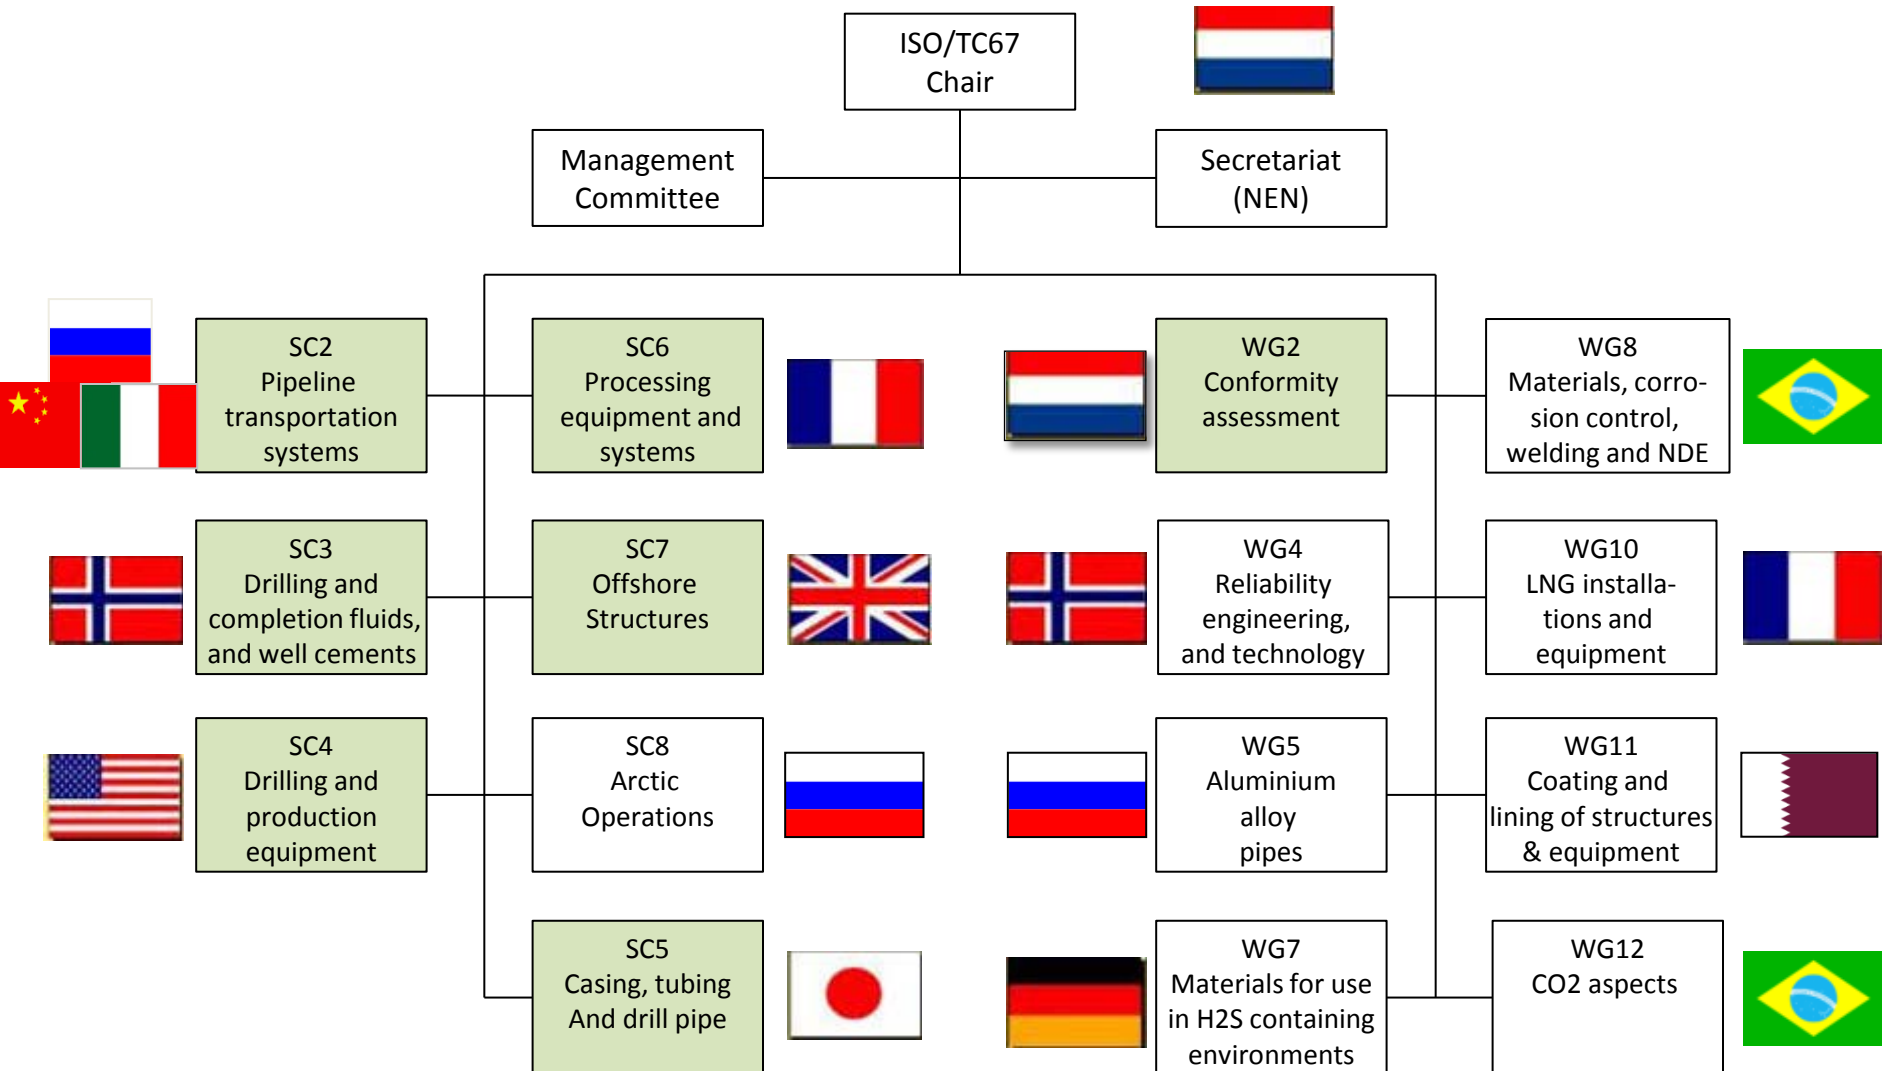 ISO/TC67
Chair
Management
Committee
Secretariat
(NEN)
SC2
Pipeline
transportation
systems
SC6
Processing
equipment and
systems
WG2
Conformity
assessment
WG8
Materials, corro-
sion control,
welding and NDE
SC3
Drilling and
completion fluids,
and well cements
SC7
Offshore
Structures
WG4
Reliability
engineering,
and technology
WG10
LNG installa-
tions and
equipment
SC4
Drilling and
production
equipment
SC8
Arctic
Operations
WG5
Aluminium
alloy
pipes
WG11
Coating and
lining of structures
& equipment
SC5
Casing, tubing
And drill pipe
WG7
Materials for use
in H2S containing
environments
WG12
CO2 aspects